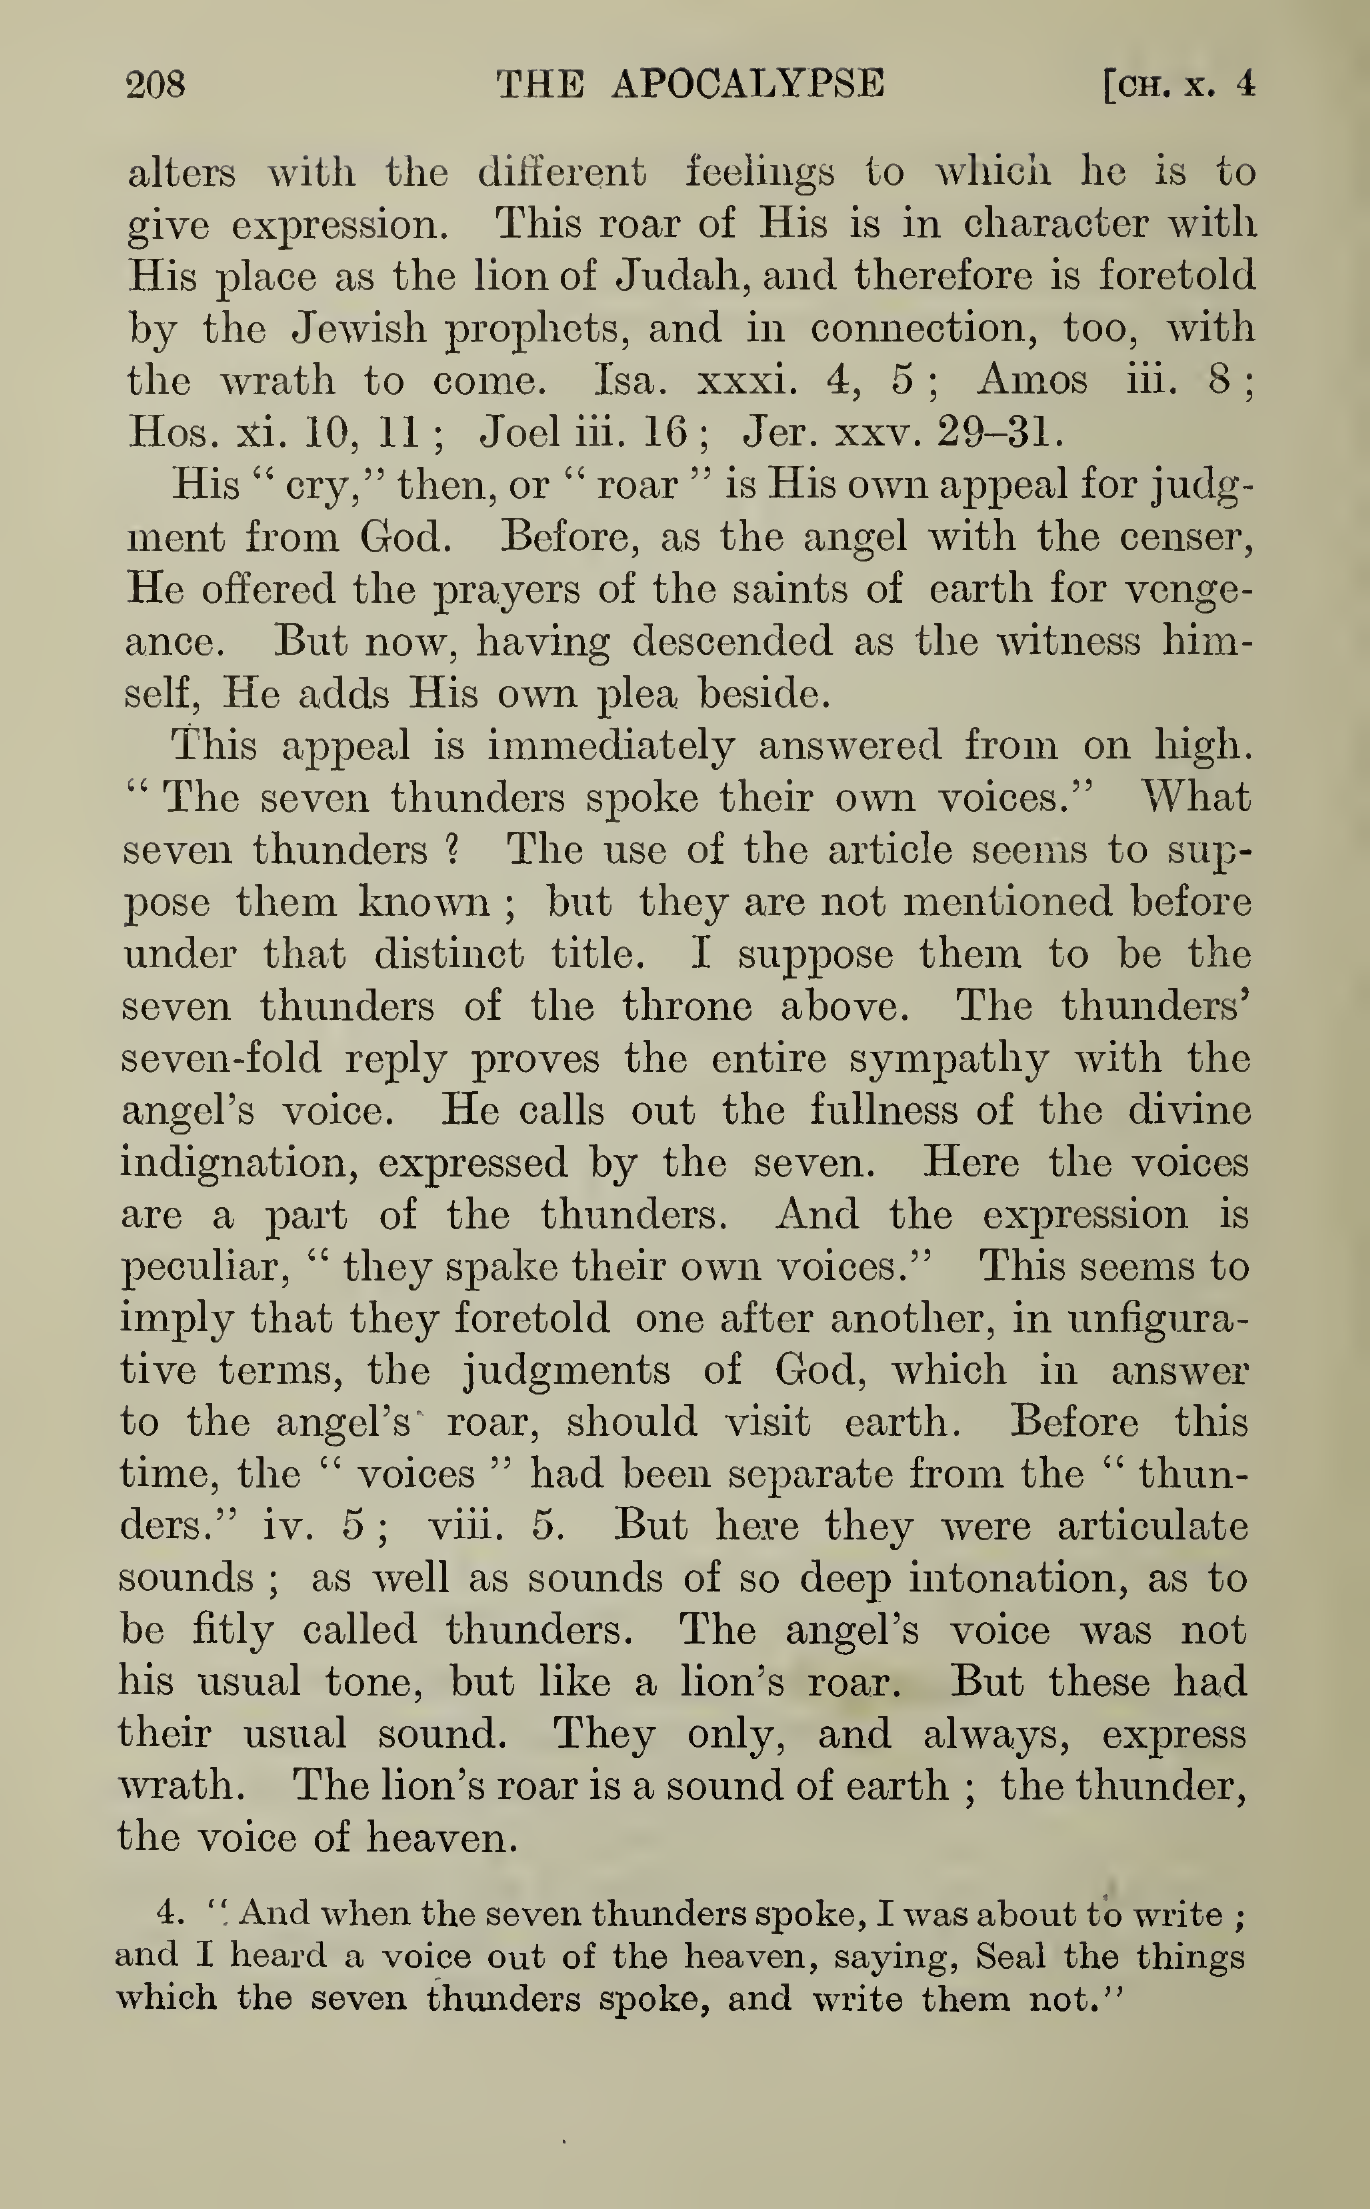 208 THE APOCALYPSE [CH. X. 4
alters with the different feelings to which he is to
give expression. This roar of His is in character with
His place as the lion of Judah, and therefore is foretold
by the Jewish prophets, and in connection, too, with
the wrath to come. Isa. xxxi. 4, 5 ; Amos iii. 8 ;
Hos. xi. 10, 11 ; Joel iii. 16 ; Jer. xxv. 29–31.
His “ cry,” then, or “ roar ” is His own appeal for judg-
ment from God. Before, as the angel with the censer,
He offered the prayers of the saints of earth for venge-
ance. But now, having descended as the witness him-
self, He adds His own plea beside.
This appeal is immediately answered from on high.
“ The seven thunders spoke their own voices.” What
seven thunders ? The use of the article seems to sup-
pose them known ; but they are not mentioned before
under that distinct title. I suppose them to be the
seven thunders of the throne above. The thunders’
seven-fold reply proves the entire sympathy with the
angel’s voice. He calls out the fullness of the divine
indignation, expressed by the seven. Here the voices
are a part of the thunders. And the expression is
peculiar, “ they spake their own voices.” This seems to
imply that they foretold one after another, in unfigura-
tive terms, the judgments of God, which in answer
to the angel’s roar, should visit earth. Before this
time, the “ voices ” had been separate from the “ thun-
ders.” iv. 5 ; viii. 5. But here they were articulate
sounds ; as well as sounds of so deep intonation, as to
be fitly called thunders. The angel’s voice was not
his usual tone, but like a lion’s roar. But these had
their usual sound. They only, and always, express
wrath. The lion’s roar is a sound of earth ; the thunder,
the voice of heaven.
4. “ And when the seven thunders spoke, I was about to write ;
and I heard a voice out of the heaven, saying, Seal the things
which the seven thunders spoke, and write them not.”